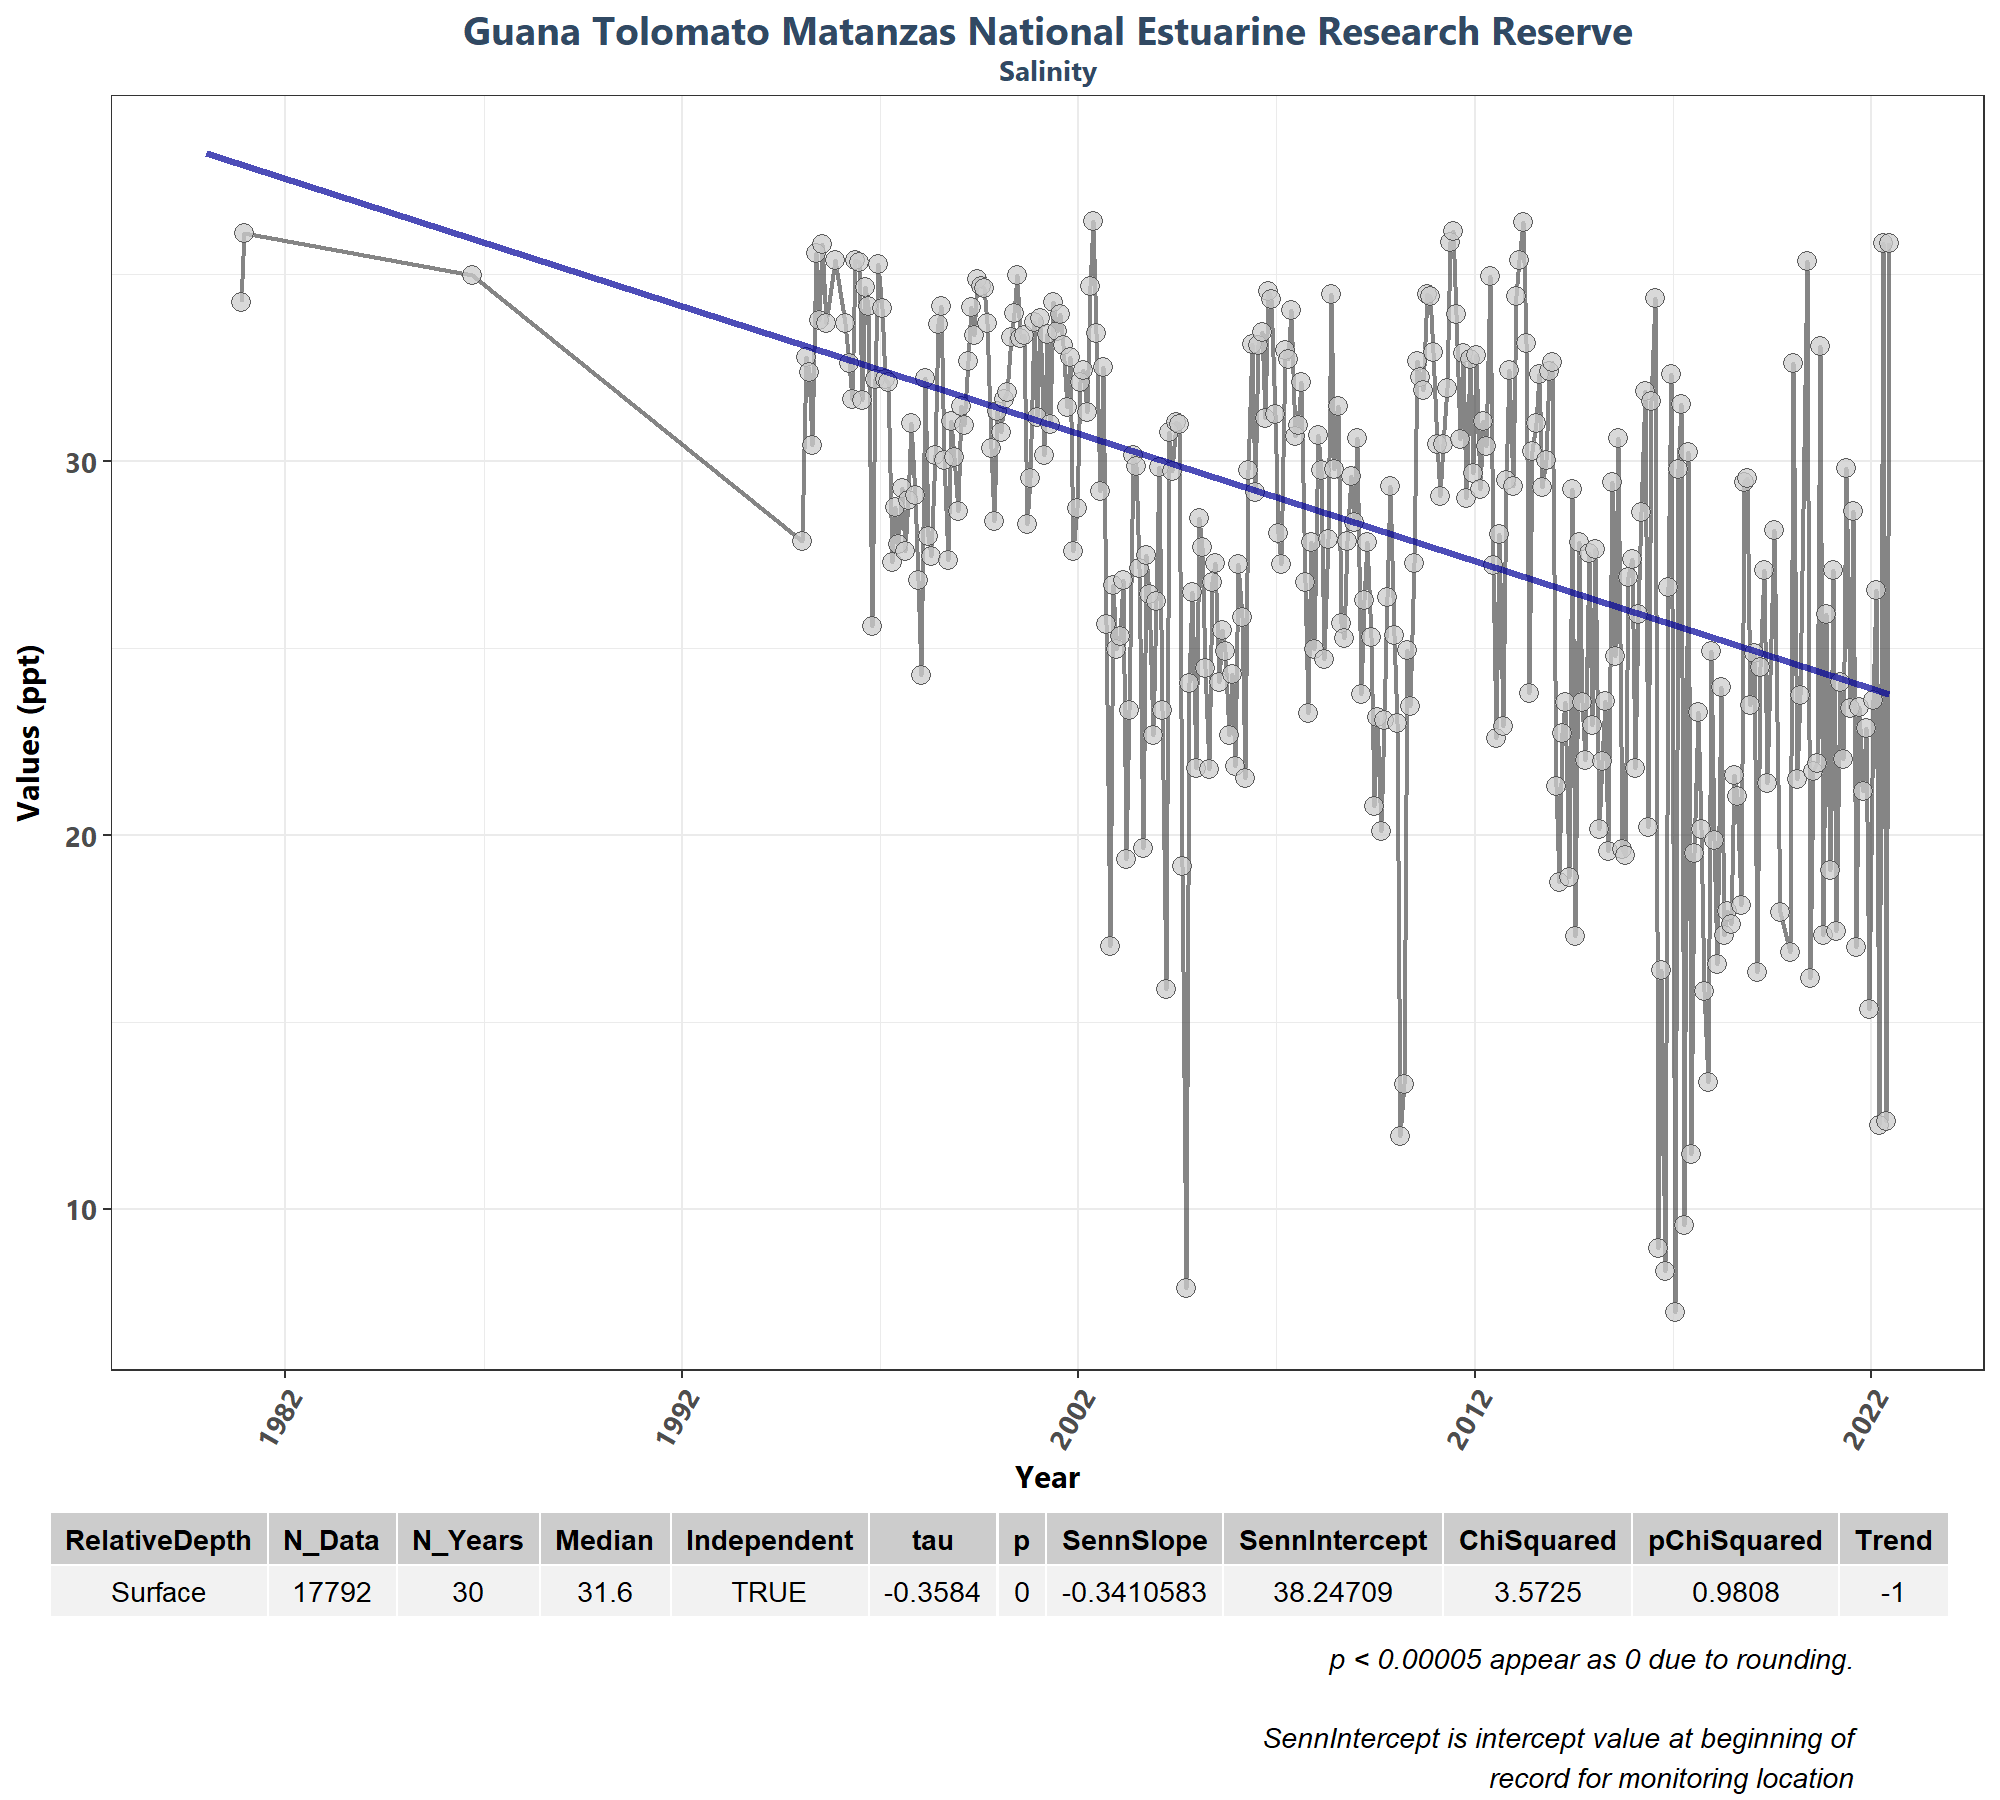 Guana Tolomato Matanzas National Estuarine Research Reserve
Salinity
Values (ppt)
30
20
10
1982 1992 2002 2012 2022
Year
RelativeDepth N_Data N_Years Median Independent tau p SennSlope SennIntercept ChiSquared pChiSquared Trend
Surface 17792 30 31.6 TRUE -0.3584 0 -0.3410583 38.24709 3.5725 0.9808 -1
p < 0.00005 appear as 0 due to rounding.
SennIntercept is intercept value at beginning of
record for monitoring location